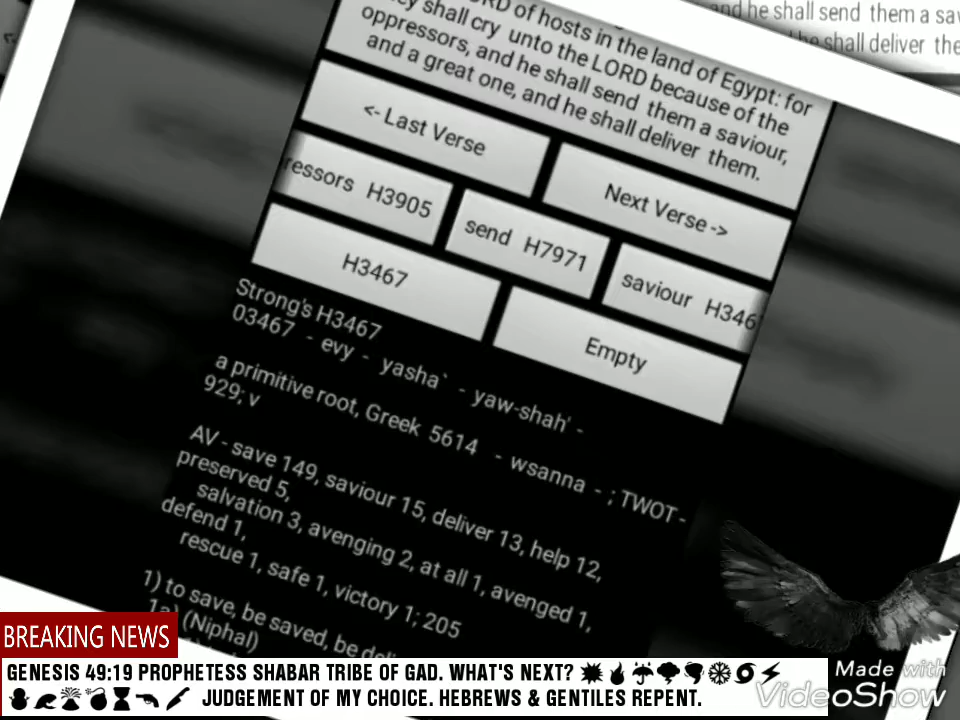 and he shall send them a sav
he shall deliver the
RD of hosts in the land of Egypt: for
ey shall cry unto the LORD because of the
oppressors, and he shall send them a saviour,
and a great one, and he shall deliver them.
<- Last Verse
Next Verse ->
ressors H3905
send H7971
saviour H346
H3467
Empty
Strong's H3467
03467 - evy - yasha` - yaw-shah' -
a primitive root, Greek 5614 - wsanna - ; TWOT -
929; v
AV - save 149, saviour 15, deliver 13, help 12,
preserved 5,
salvation 3, avenging 2, at all 1, avenged 1,
defend 1,
rescue 1, safe 1, victory 1; 205
1) to save, be saved, be deli
1a) (Niphal)
BREAKING NEWS
GENESIS 49:19 PROPHETESS SHABAR TRIBE OF GAD. WHAT'S NEXT?
JUDGEMENT OF MY CHOICE. HEBREWS & GENTILES REPENT.
Made with
VideoShow